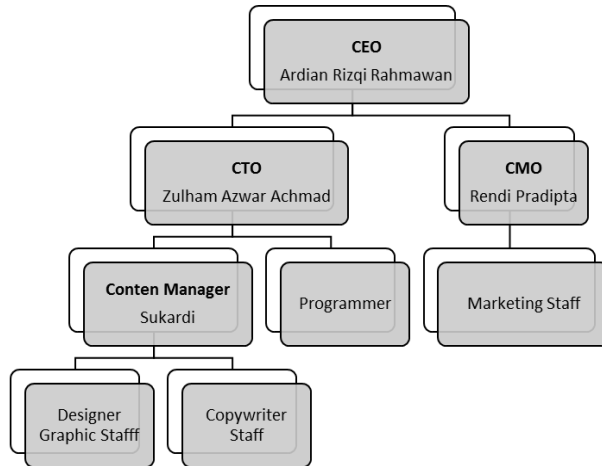 CEO
Ardian Rizqi Rahmawan
CTO
Zulham Azwar Achmad
CMO
Rendi Pradipta
Conten Manager
Sukardi
Programmer
Marketing Staff
Designer
Graphic Stafff
Copywriter
Staff